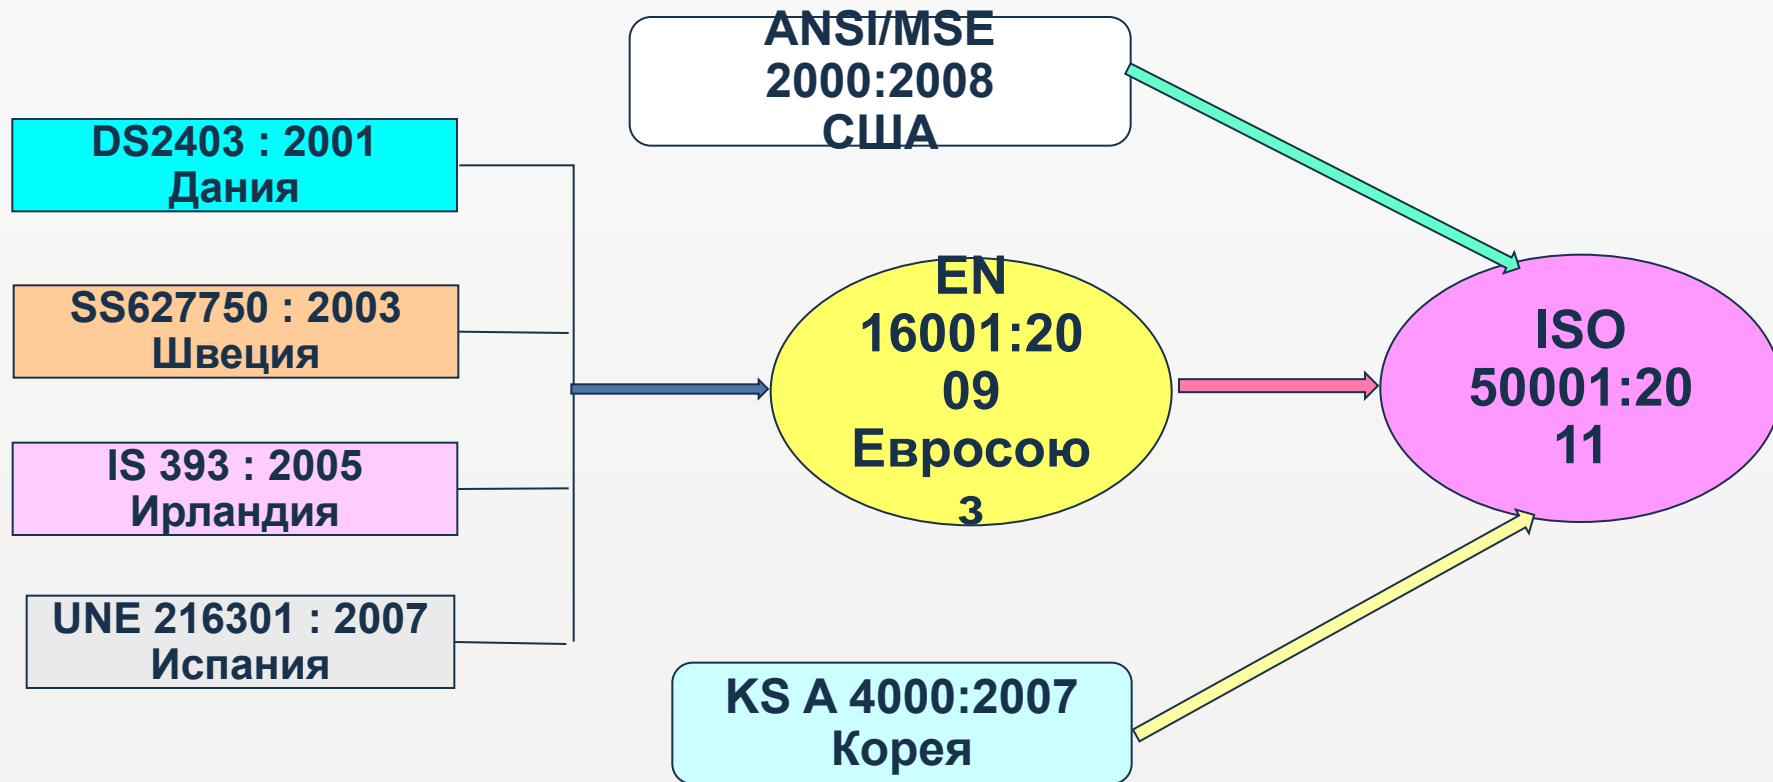 ANSI/MSE
2000:2008
США
DS2403 : 2001
Дания
SS627750 : 2003
Швеция
IS 393 : 2005
Ирландия
UNE 216301 : 2007
Испания
EN
16001:20
09
Евросою
з
ISO
50001:20
11
KS A 4000:2007
Корея